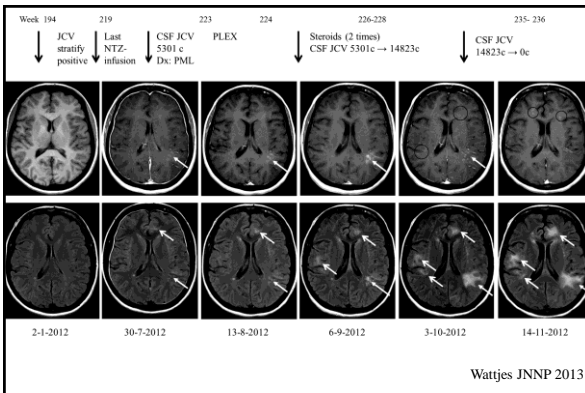 Week 194 219 223 224 226-228 235- 236
JCV stratify positive
Last NTZ-infusion
CSF JCV 5301 c Dx: PML
PLEX
Steroids (2 times)
CSF JCV 5301c → 14823c
CSF JCV
14823c → 0c
2-1-2012 30-7-2012 13-8-2012 6-9-2012 3-10-2012 14-11-2012
Wattjes JNNP 2013